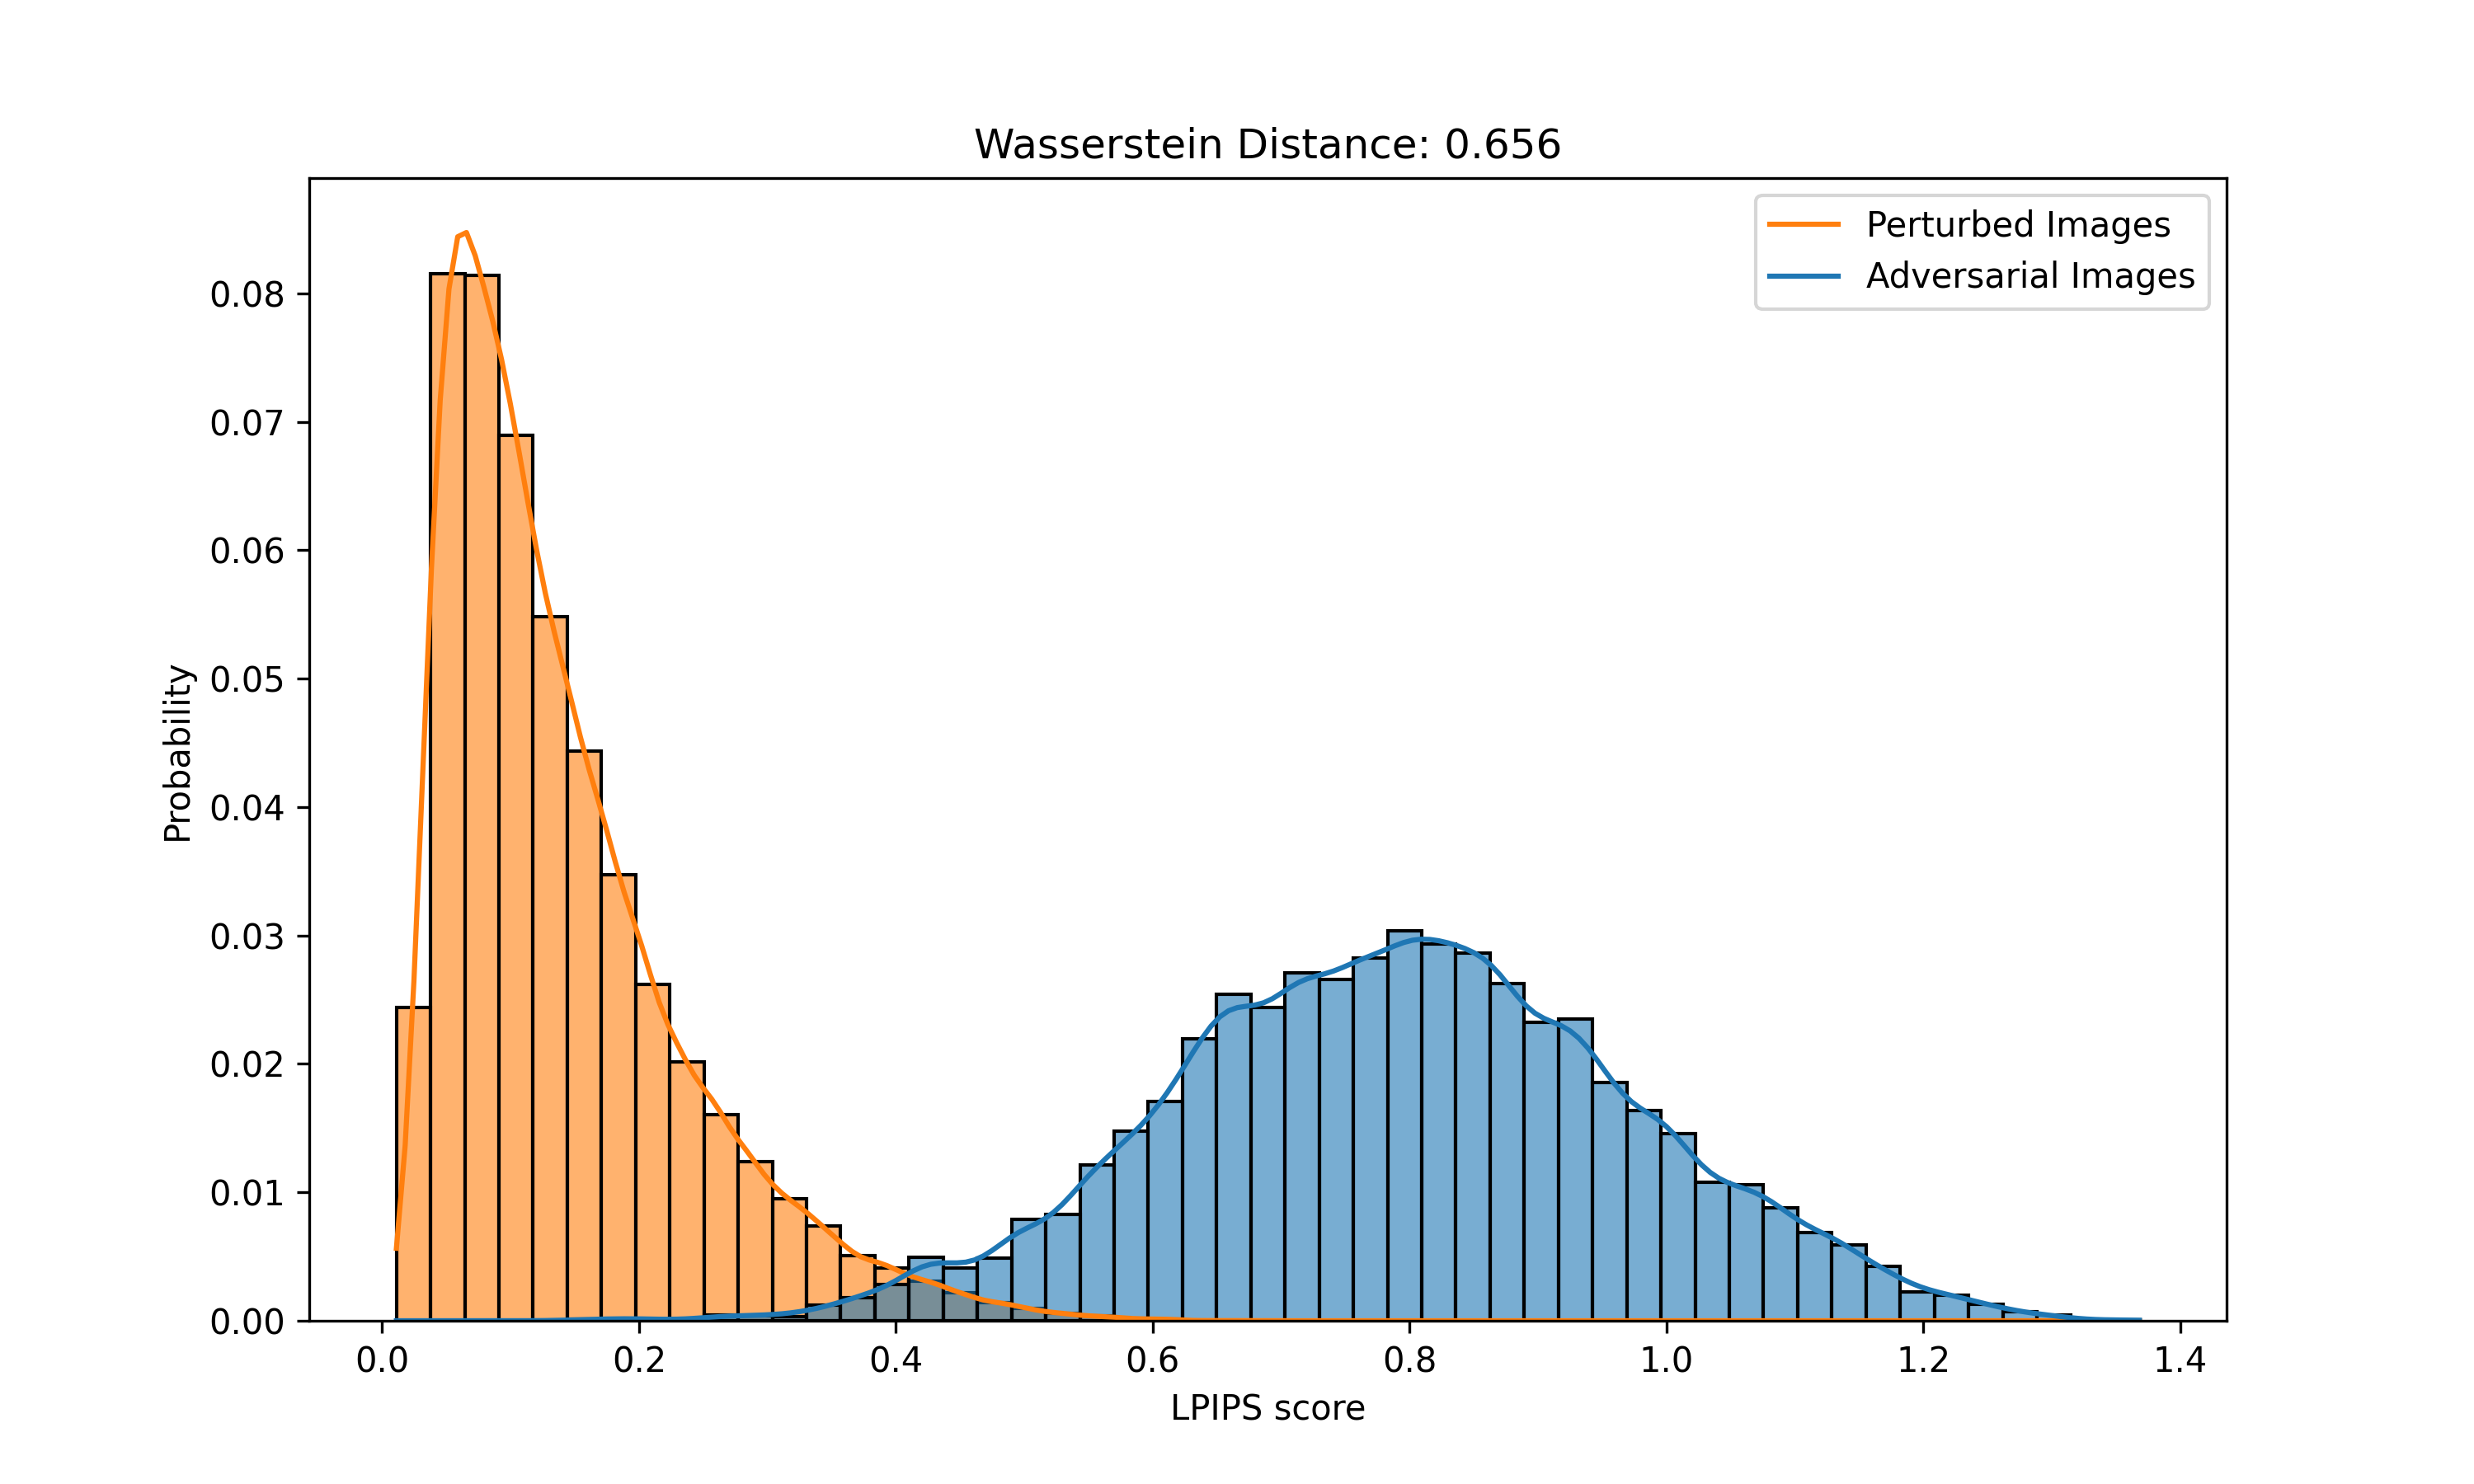 Wasserstein Distance: 0.656
Perturbed Images
Adversarial Images
Probability
0.08
0.07
0.06
0.05
0.04
0.03
0.02
0.01
0.00
0.0 0.2 0.4 0.6 0.8 1.0 1.2 1.4
LPIPS score